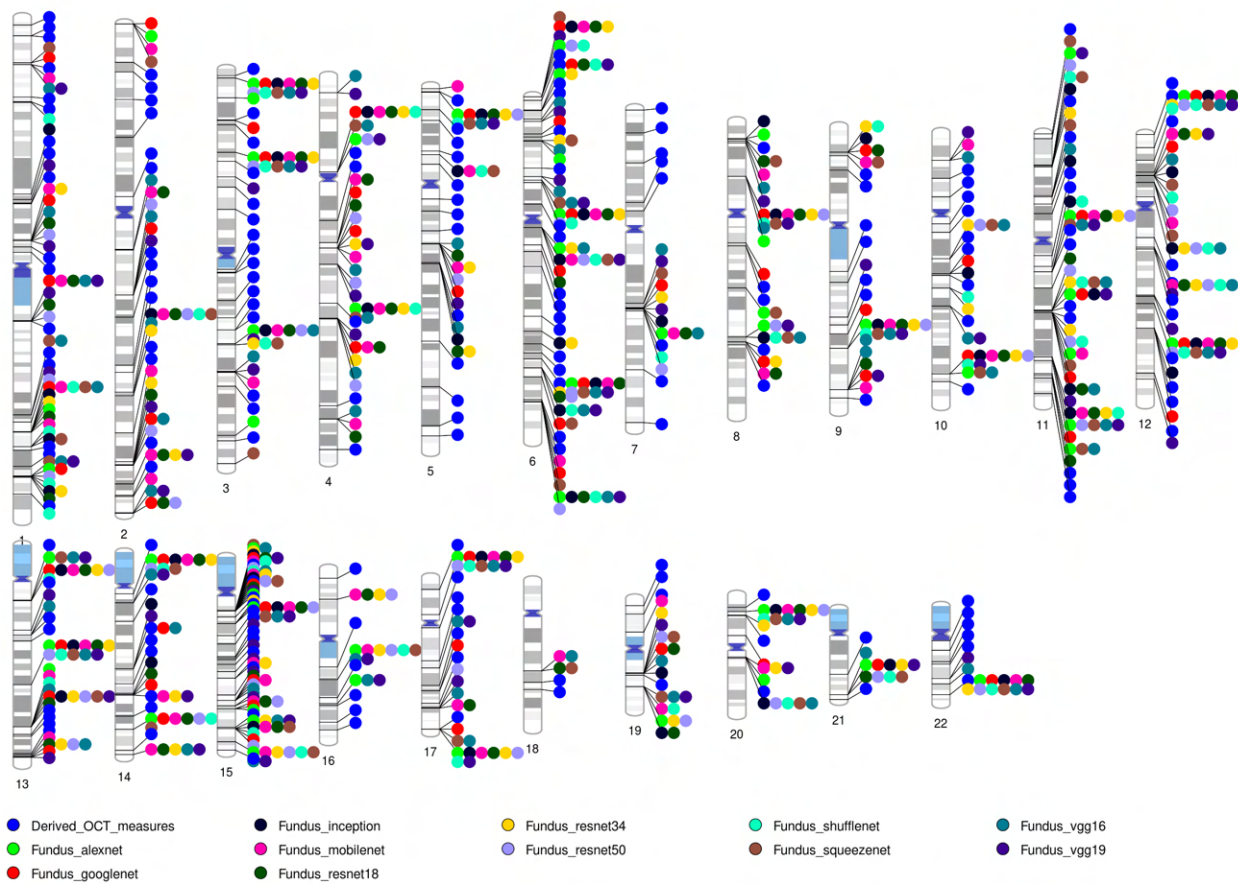 1
2
3
4
5
6
7
8
9
10
11
12
13
14
15
16
17
18
19
20
21
22
Derived_OCT_measures
Fundus_inception
Fundus_resnet34
Fundus_shufflenet
Fundus_vgg16
Fundus_alexnet
Fundus_mobilenet
Fundus_resnet50
Fundus_squeezenet
Fundus_vgg19
Fundus_googlenet
Fundus_resnet18